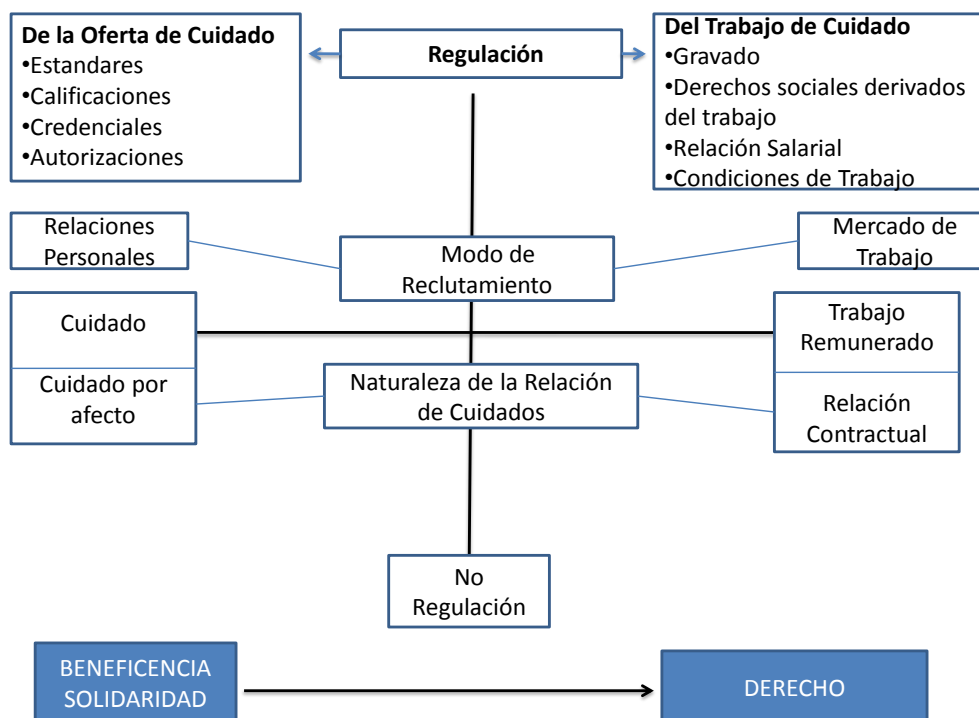 De la Oferta de Cuidado
•Estandares
•Calificaciones
•Credenciales
•Autorizaciones
Regulación
Del Trabajo de Cuidado
•Gravado
•Derechos sociales derivados
del trabajo
•Relación Salarial
•Condiciones de Trabajo
Relaciones
Personales
Modo de
Reclutamiento
Mercado de
Trabajo
Cuidado
Trabajo
Remunerado
Cuidado por
afecto
Naturaleza de la Relación
de Cuidados
Relación
Contractual
No
Regulación
BENEFICENCIA
SOLIDARIDAD
DERECHO